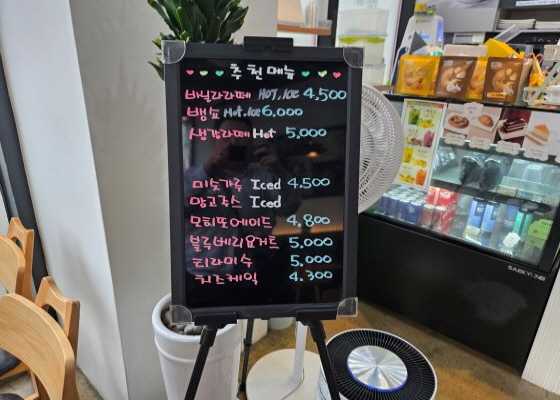 추천메뉴
바닐라라떼 HOT.ICE 4,500
뱅쇼 Hot.ICE 6,000
생강라떼 Hot 5,000
미숫가루 Iced 4,500
망고쥬스 Iced
모히또에이드 4,800
블루베리요거트 5,000
티라미수 5.000
치즈케익 4.300
SAEKYUNG